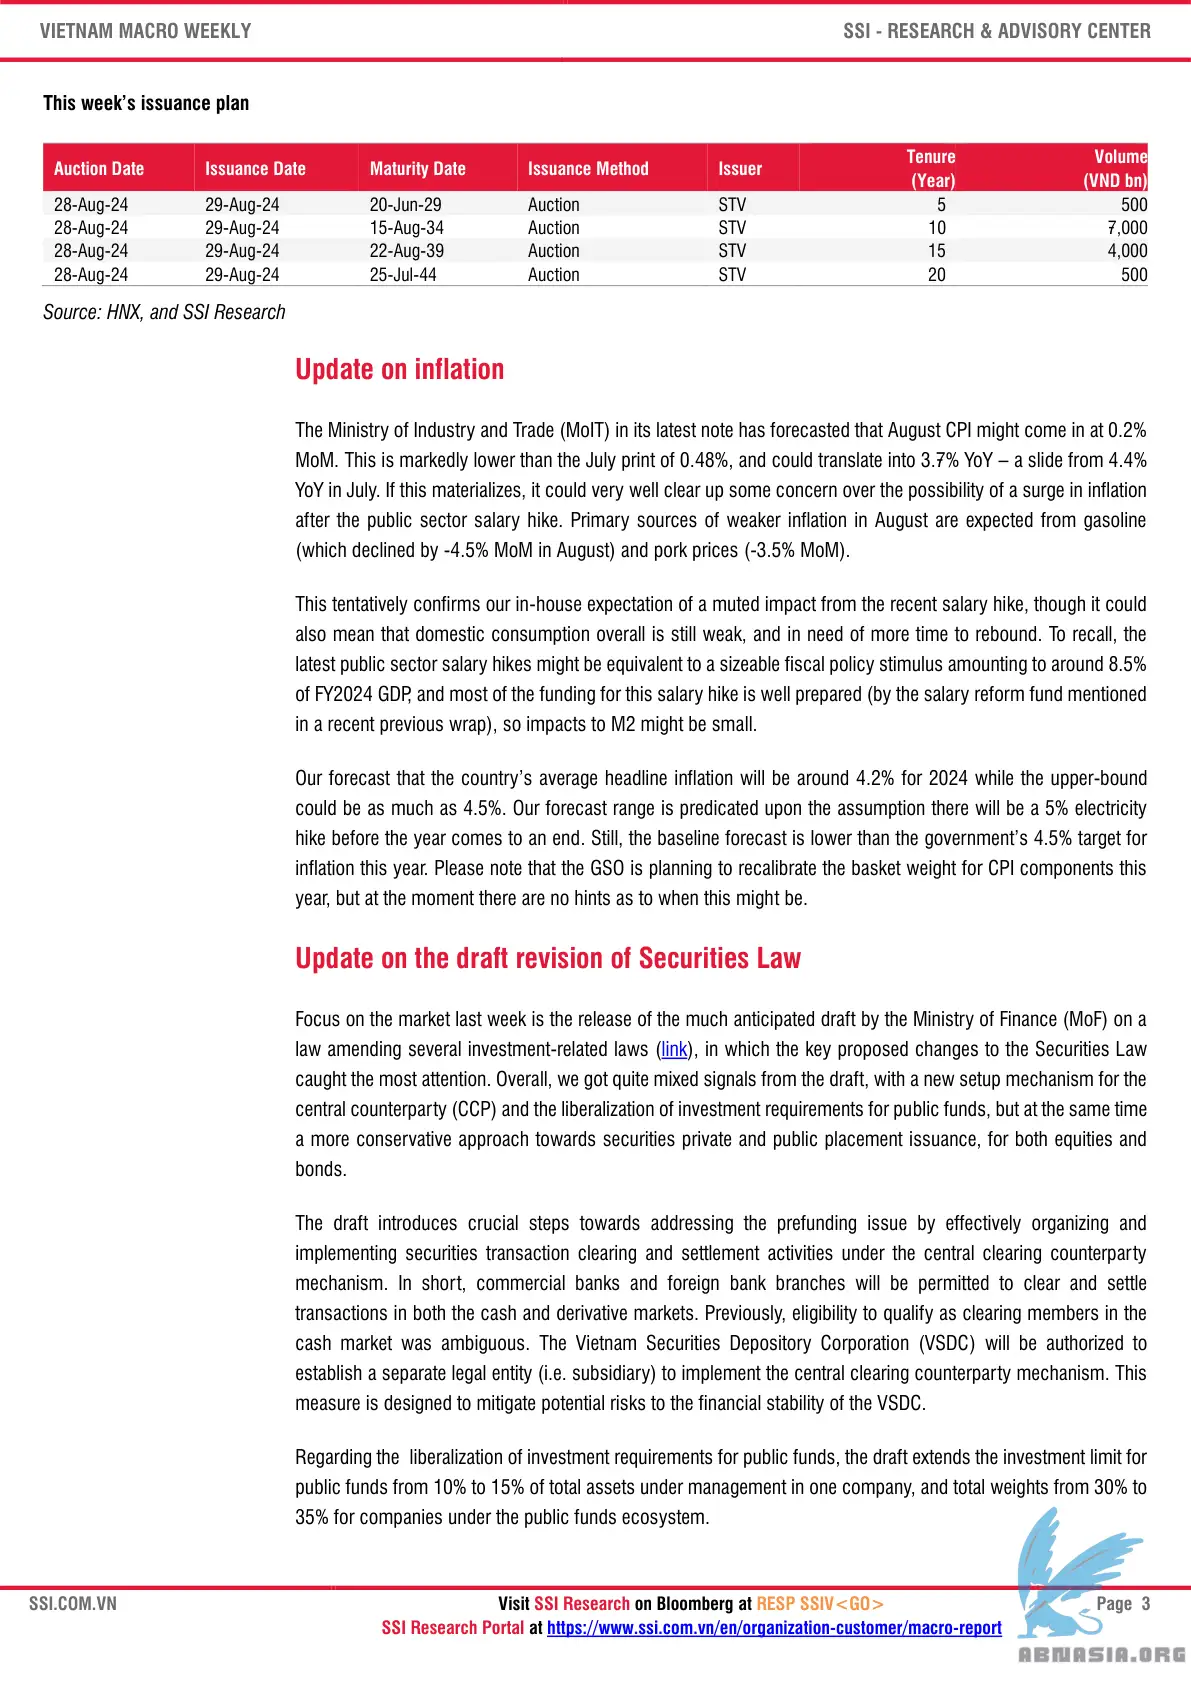 VIETNAM MACRO WEEKLY SSI - RESEARCH & ADVISORY CENTER
This week's issuance plan
Auction Date Issuance Date Maturity Date Issuance Method Issuer Tenure (Year) Volume (VND bn)
28-Aug-24 29-Aug-24 20-Jun-29 Auction STV 5 500
28-Aug-24 29-Aug-24 15-Aug-34 Auction STV 10 7,000
28-Aug-24 29-Aug-24 22-Aug-39 Auction STV 15 4,000
28-Aug-24 29-Aug-24 25-Jul-44 Auction STV 20 500
Source: HNX, and SSI Research
Update on inflation
The Ministry of Industry and Trade (MoIT) in its latest note has forecasted that August CPI might come in at 0.2%
MoM. This is markedly lower than the July print of 0.48%, and could translate into 3.7% YoY – a slide from 4.4%
YoY in July. If this materializes, it could very well clear up some concern over the possibility of a surge in inflation
after the public sector salary hike. Primary sources of weaker inflation in August are expected from gasoline
(which declined by -4.5% MoM in August) and pork prices (-3.5% MoM).
This tentatively confirms our in-house expectation of a muted impact from the recent salary hike, though it could
also mean that domestic consumption overall is still weak, and in need of more time to rebound. To recall, the
latest public sector salary hikes might be equivalent to a sizeable fiscal policy stimulus amounting to around 8.5%
of FY2024 GDP, and most of the funding for this salary hike is well prepared (by the salary reform fund mentioned
in a recent previous wrap), so impacts to M2 might be small.
Our forecast that the country's average headline inflation will be around 4.2% for 2024 while the upper-bound
could be as much as 4.5%. Our forecast range is predicated upon the assumption there will be a 5% electricity
hike before the year comes to an end. Still, the baseline forecast is lower than the government's 4.5% target for
inflation this year. Please note that the GSO is planning to recalibrate the basket weight for CPI components this
year, but at the moment there are no hints as to when this might be.
Update on the draft revision of Securities Law
Focus on the market last week is the release of the much anticipated draft by the Ministry of Finance (MoF) on a
law amending several investment-related laws (link), in which the key proposed changes to the Securities Law
caught the most attention. Overall, we got quite mixed signals from the draft, with a new setup mechanism for the
central counterparty (CCP) and the liberalization of investment requirements for public funds, but at the same time
a more conservative approach towards securities private and public placement issuance, for both equities and
bonds.
The draft introduces crucial steps towards addressing the prefunding issue by effectively organizing and
implementing securities transaction clearing and settlement activities under the central clearing counterparty
mechanism. In short, commercial banks and foreign bank branches will be permitted to clear and settle
transactions in both the cash and derivative markets. Previously, eligibility to qualify as clearing members in the
cash market was ambiguous. The Vietnam Securities Depository Corporation (VSDC) will be authorized to
establish a separate legal entity (i.e. subsidiary) to implement the central clearing counterparty mechanism. This
measure is designed to mitigate potential risks to the financial stability of the VSDC.
Regarding the liberalization of investment requirements for public funds, the draft extends the investment limit for
public funds from 10% to 15% of total assets under management in one company, and total weights from 30% to
35% for companies under the public funds ecosystem.
SSI.COM.VN Visit SSI Research on Bloomberg at RESP SSIV<GO> Page 3
SSI Research Portal at https://www.ssi.com.vn/en/organization-customer/macro-report
ABNASIA.ORG